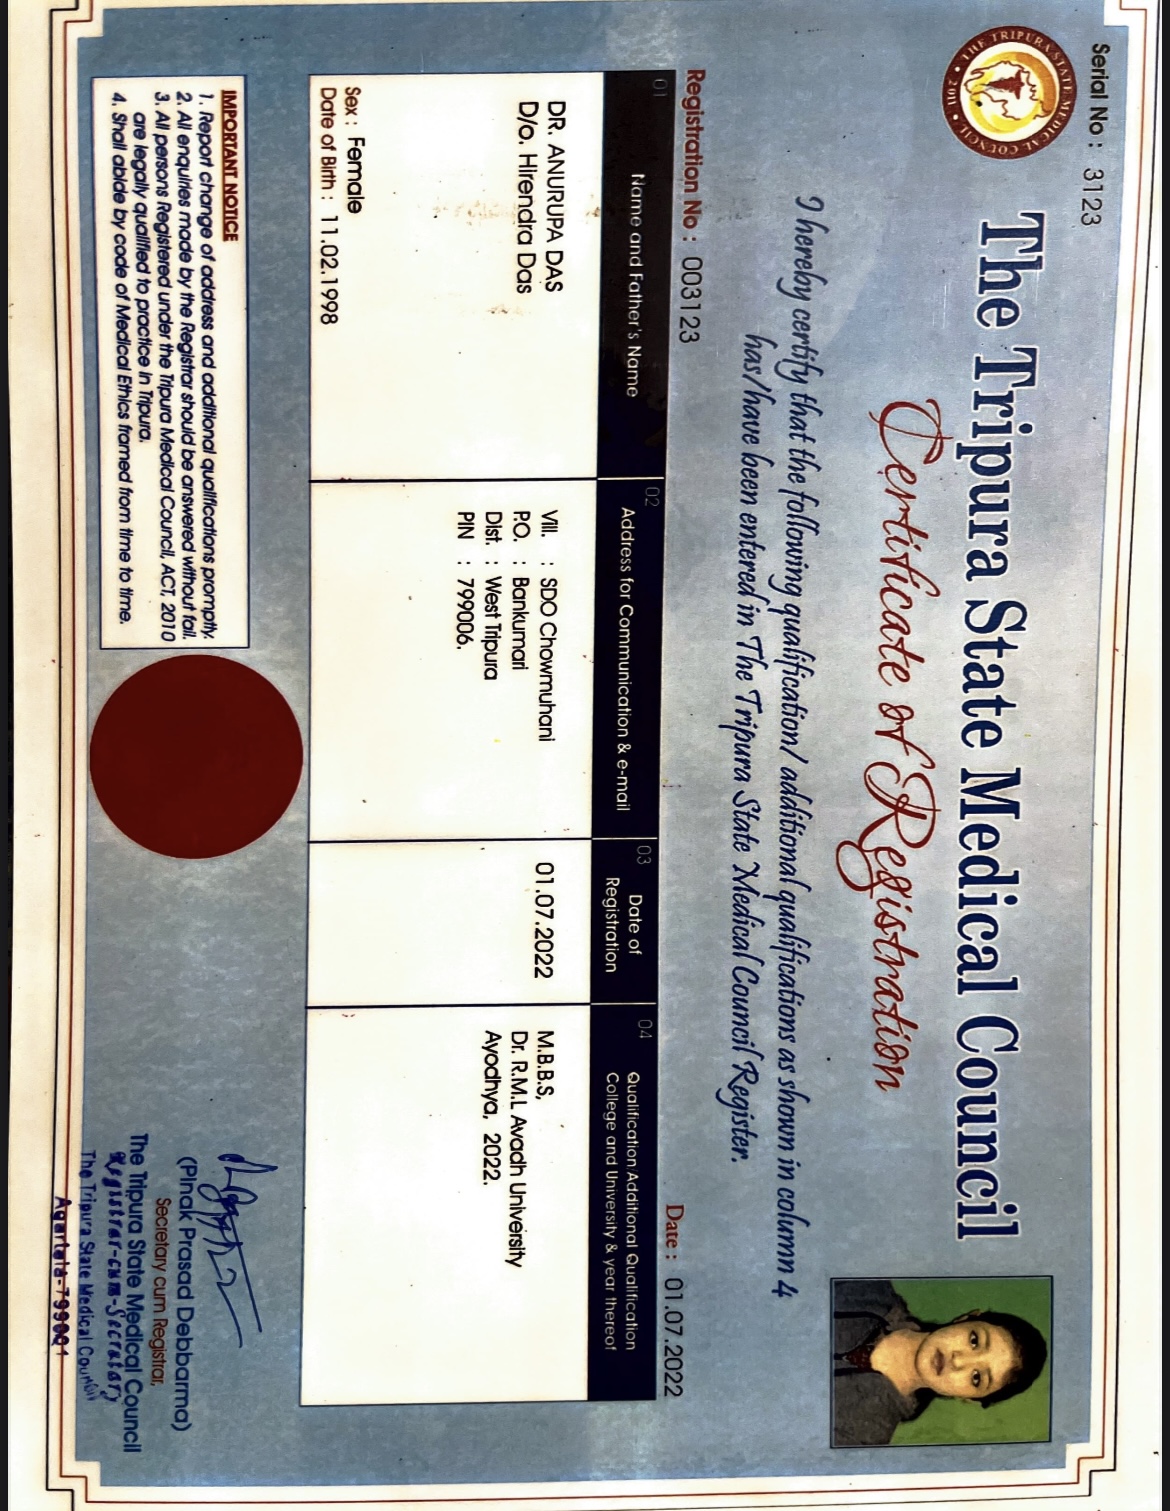 Serial No : 3123
THE TRIPURA STATE MEDICAL COUNCIL
• 2011 •
The Tripura State Medical Council
Certificate of Registration
I hereby certify that the following qualification/ additional qualifications as shown in column 4
has/have been entered in The Tripura State Medical Council Register.
Registration No : 003123
Date : 01.07.2022
01
Name and Father's Name
02
Address for Communication & e-mail
03
Date of
Registration
04
Qualification/Additional Qualification
College and University & year thereof
DR. ANURUPA DAS
D/o. Hirendra Das
Sex : Female
Date of Birth : 11.02.1998
Vill. : SDO Chowmuhani
P.O. : Bankumari
Dist. : West Tripura
PIN : 799006.
01.07.2022
M.B.B.S,
Dr. R.M.L Avadh University
Ayodhya, 2022.
IMPORTANT NOTICE
1. Report change of address and additional qualifications promptly.
2. All enquiries made by the Registrar should be answered without fail.
3. All persons Registered under the Tripura Medical Council, ACT, 2010
are legally qualified to practice in Tripura.
4. Shall abide by code of Medical Ethics framed from time to time.
(Pinak Prasad Debbarma)
Secretary cum Registrar,
The Tripura State Medical Council
Registrar-cum-Secretary
The Tripura State Medical Council
Agartala-799001